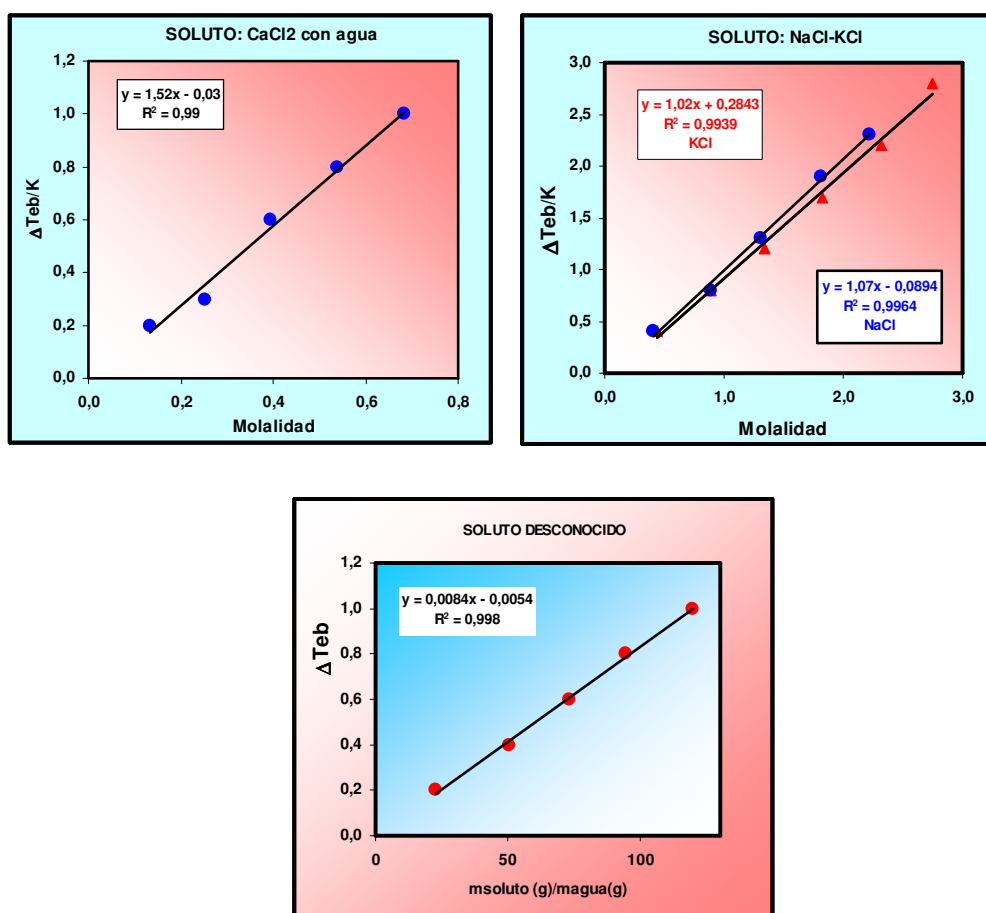 SOLUTO: CaCl2 con agua
1,2
1,0
0,8
0,6
0,4
0,2
0,0
y = 1,52x - 0,03
R² = 0,99
ΔTeb/K
0,0 0,2 0,4 0,6 0,8
Molalidad
SOLUTO: NaCl-KCl
3,0
2,5
2,0
1,5
1,0
0,5
0,0
y = 1,02x + 0,2843
R² = 0,9939
KCl
y = 1,07x - 0,0894
R² = 0,9964
NaCl
ΔTeb/K
0,0 1,0 2,0 3,0
Molalidad
SOLUTO DESCONOCIDO
1,2
1,0
0,8
0,6
0,4
0,2
0,0
y = 0,0084x - 0,0054
R² = 0,998
ΔTeb
0 50 100
msoluto (g)/magua(g)